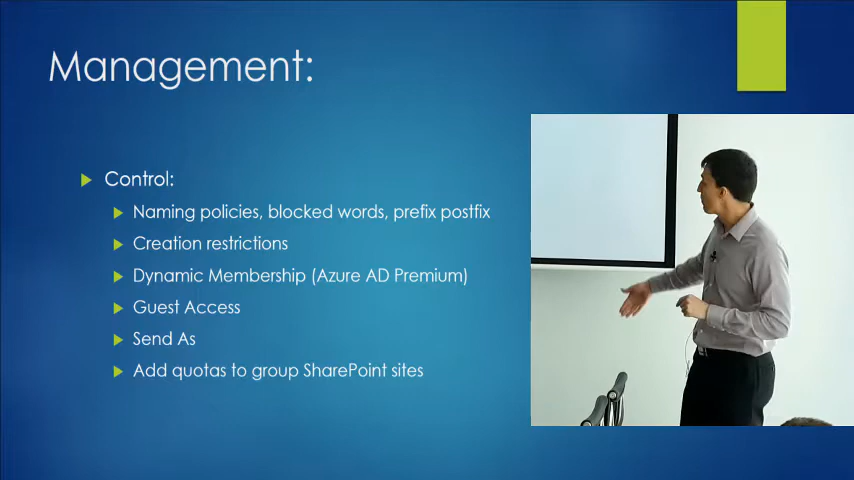 Management:
Control:
Naming policies, blocked words, prefix postfix
Creation restrictions
Dynamic Membership (Azure AD Premium)
Guest Access
Send As
Add quotas to group SharePoint sites